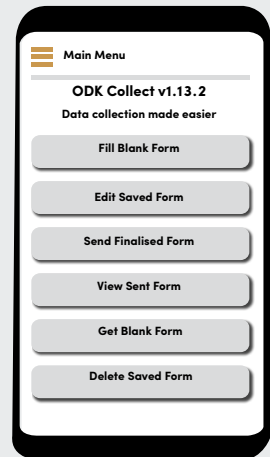 Main Menu
ODK Collect v1.13.2
Data collection made easier
Fill Blank Form
Edit Saved Form
Send Finalised Form
View Sent Form
Get Blank Form
Delete Saved Form